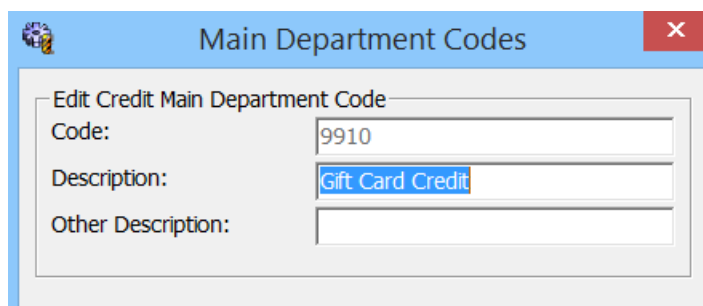 Main Department Codes
Edit Credit Main Department Code
Code: 9910
Description: Gift Card Credit
Other Description: